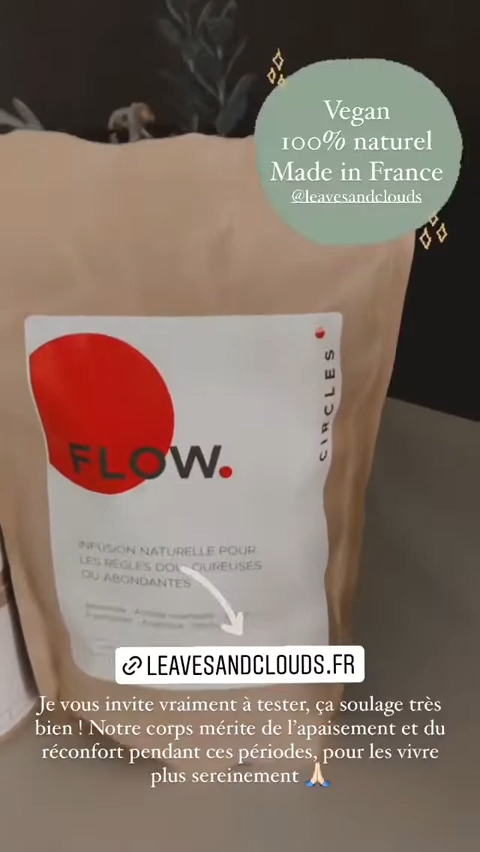 Vegan
100% naturel
Made in France
@leavesandclouds
CIRCLES
FLOW.
INFUSION NATURELLE POUR
LES RÈGLES DOULOUREUSES
OU ABONDANTES
LEAVESANDCLOUDS.FR
Je vous invite vraiment à tester, ça soulage très
bien ! Notre corps mérite de l'apaisement et du
réconfort pendant ces périodes, pour les vivre
plus sereinement 🙏🏻